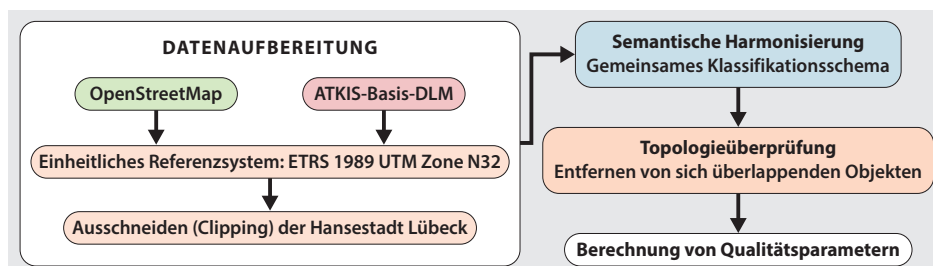 DATENAUFBEREITUNG
OpenStreetMap
ATKIS-Basis-DLM
Einheitliches Referenzsystem: ETRS 1989 UTM Zone N32
Ausschneiden (Clipping) der Hansestadt Lübeck
Semantische Harmonisierung
Gemeinsames Klassifikationsschema
Topologieüberprüfung
Entfernen von sich überlappenden Objekten
Berechnung von Qualitätsparametern